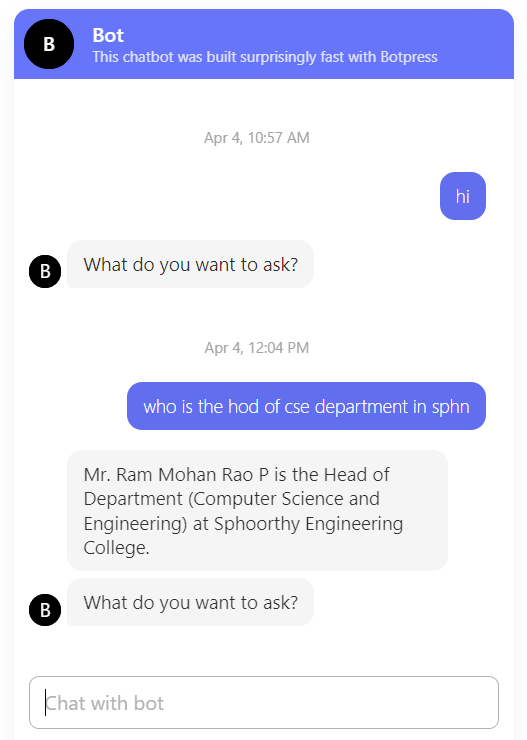 B
Bot
This chatbot was built surprisingly fast with Botpress
Apr 4, 10:57 AM
hi
B
What do you want to ask?
Apr 4, 12:04 PM
who is the hod of cse department in sphn
Mr. Ram Mohan Rao P is the Head of
Department (Computer Science and
Engineering) at Sphoorthy Engineering
College.
B
What do you want to ask?
Chat with bot